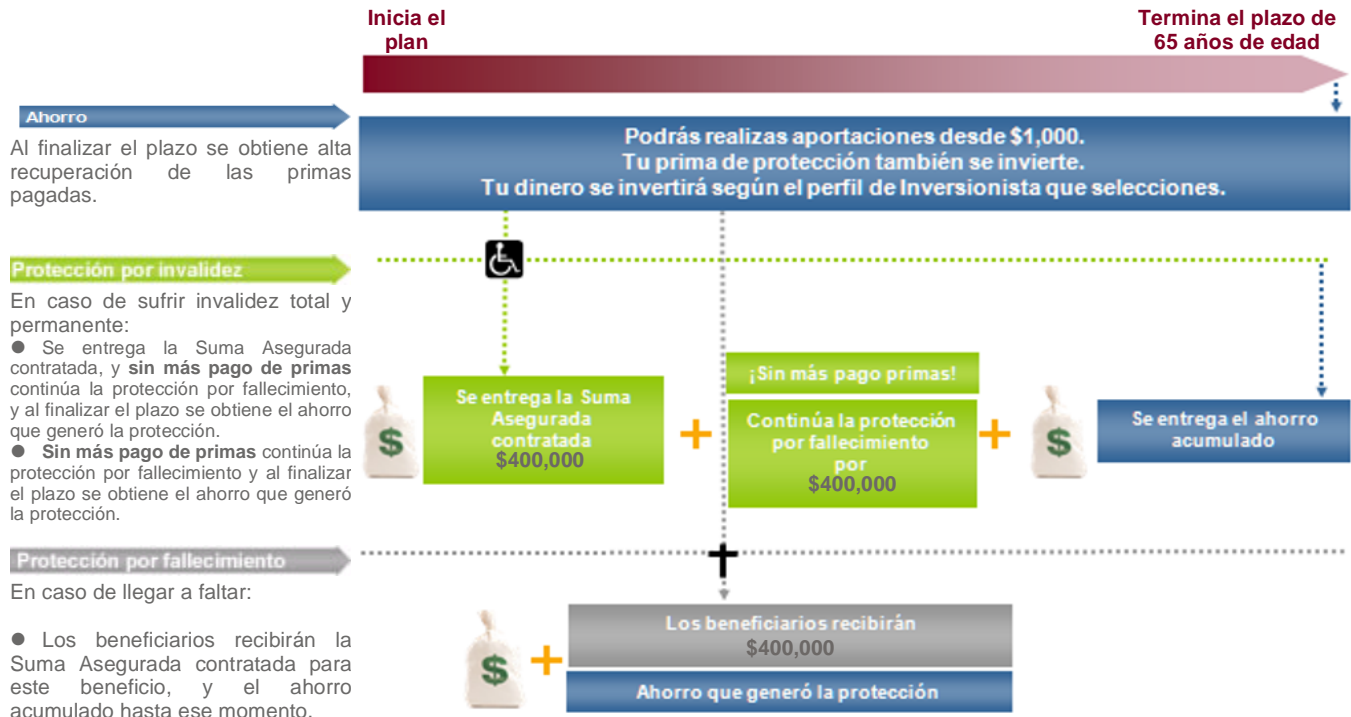 Inicia el
plan
Termina el plazo de
65 años de edad
Ahorro
Al finalizar el plazo se obtiene alta
recuperación de las primas
pagadas.
Podrás realizas aportaciones desde $1,000.
Tu prima de protección también se invierte.
Tu dinero se invertirá según el perfil de Inversionista que selecciones.
Protección por invalidez
En caso de sufrir invalidez total y
permanente:
● Se entrega la Suma Asegurada
contratada, y sin más pago de primas
continúa la protección por fallecimiento,
y al finalizar el plazo se obtiene el ahorro
que generó la protección.
● Sin más pago de primas continúa la
protección por fallecimiento y al finalizar
el plazo se obtiene el ahorro que generó
la protección.
$
Se entrega la Suma
Asegurada
contratada
$400,000
+
¡Sin más pago primas!
Continúa la protección
por fallecimiento
por
$400,000
+
$
Se entrega el ahorro
acumulado
Protección por fallecimiento
En caso de llegar a faltar:
● Los beneficiarios recibirán la
Suma Asegurada contratada para
este beneficio, y el ahorro
acumulado hasta ese momento.
$
+
Los beneficiarios recibirán
$400,000
Ahorro que generó la protección